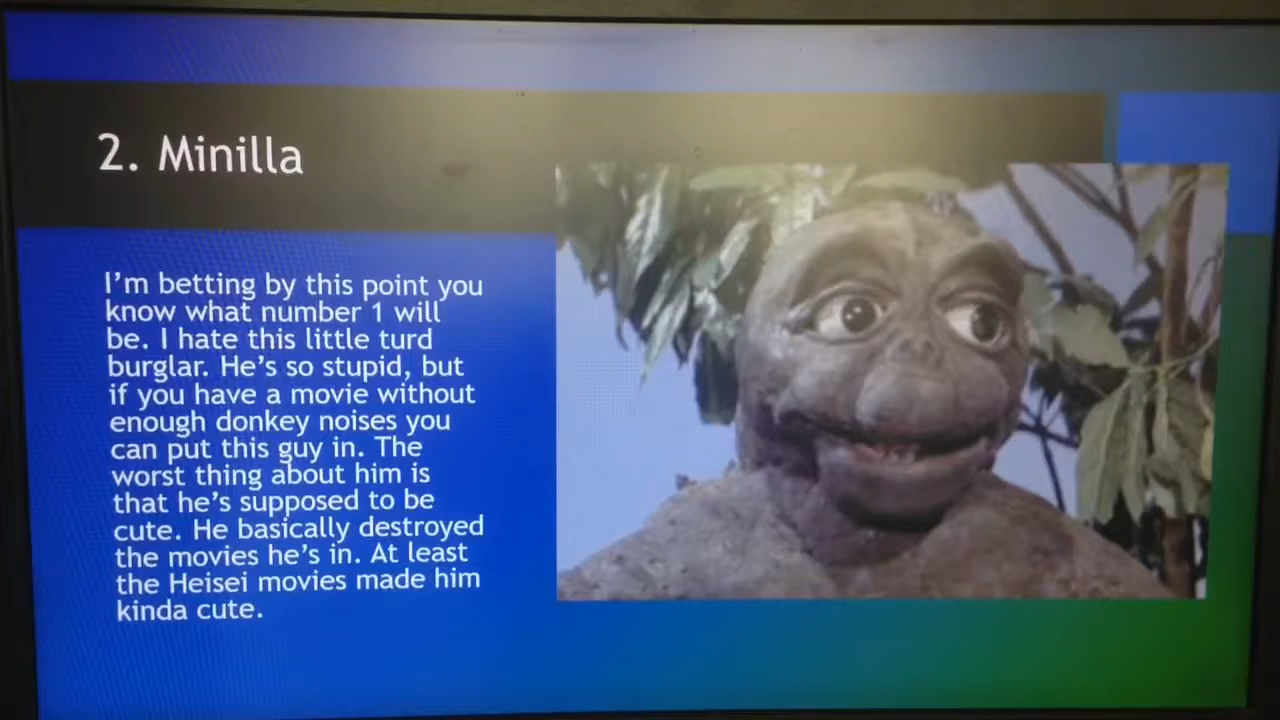 2. Minilla
I'm betting by this point you
know what number 1 will
be. I hate this little turd
burglar. He's so stupid, but
if you have a movie without
enough donkey noises you
can put this guy in. The
worst thing about him is
that he's supposed to be
cute. He basically destroyed
the movies he's in. At least
the Heisei movies made him
kinda cute.